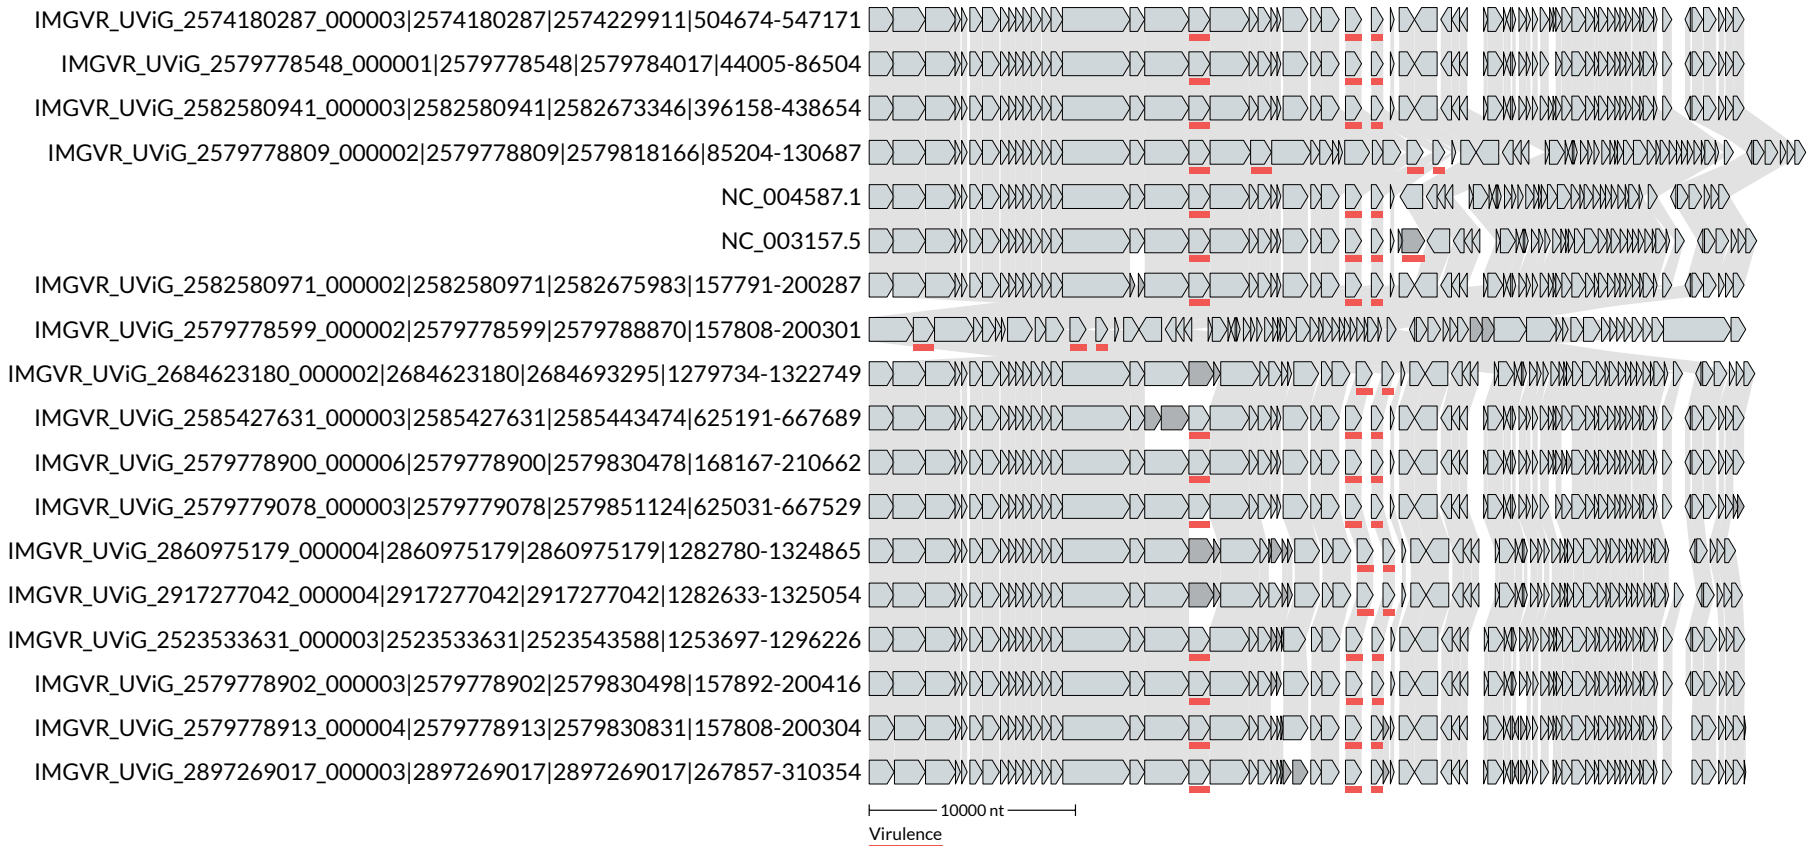 IMGVR_UViG_2574180287_000003|2574180287|2574229911|504674-547171
IMGVR_UViG_2579778548_000001|2579778548|2579784017|44005-86504
IMGVR_UViG_2582580941_000003|2582580941|2582673346|396158-438654
IMGVR_UViG_2579778809_000002|2579778809|2579818166|85204-130687
NC_004587.1
NC_003157.5
IMGVR_UViG_2582580971_000002|2582580971|2582675983|157791-200287
IMGVR_UViG_2579778599_000002|2579778599|2579788870|157808-200301
IMGVR_UViG_2684623180_000002|2684623180|2684693295|1279734-1322749
IMGVR_UViG_2585427631_000003|2585427631|2585443474|625191-667689
IMGVR_UViG_2579778900_000006|2579778900|2579830478|168167-210662
IMGVR_UViG_2579779078_000003|2579779078|2579851124|625031-667529
IMGVR_UViG_2860975179_000004|2860975179|2860975179|1282780-1324865
IMGVR_UViG_2917277042_000004|2917277042|2917277042|1282633-1325054
IMGVR_UViG_2523533631_000003|2523533631|2523543588|1253697-1296226
IMGVR_UViG_2579778902_000003|2579778902|2579830498|157892-200416
IMGVR_UViG_2579778913_000004|2579778913|2579830831|157808-200304
IMGVR_UViG_2897269017_000003|2897269017|2897269017|267857-310354
10000 nt
Virulence